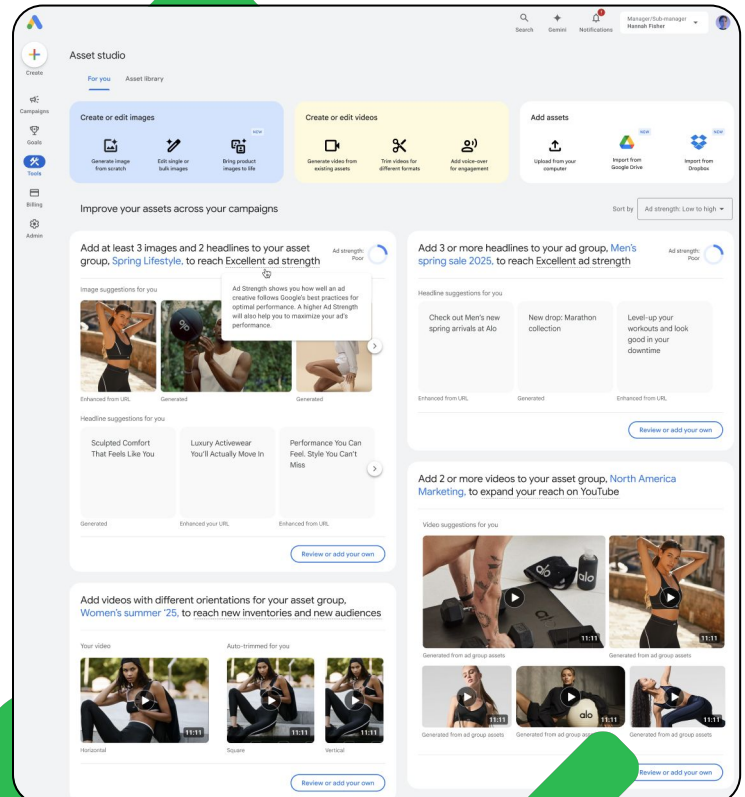 Search
Gemini
Notifications
Manager/Sub-manager
Hannah Fisher
Create
Campaigns
Goals
Tools
Billing
Admin
Asset studio
For you
Asset library
Create or edit images
NEW
Generate image
from scratch
Edit single or
bulk images
Bring product
images to life
Create or edit videos
Generate video from
existing assets
Trim videos for
different formats
Add voice-over
for engagement
Add assets
Upload from your
computer
NEW
Import from
Google Drive
NEW
Import from
Dropbox
Improve your assets across your campaigns
Sort by
Ad strength: Low to high
Add at least 3 images and 2 headlines to your asset
group, Spring Lifestyle, to reach Excellent ad strength
Ad strength:
Poor
Image suggestions for you
Ad Strength shows you how well an ad
creative follows Google's best practices for
optimal performance. A higher Ad Strength
will also help you to maximize your ad's
performance.
Enhanced from URL
Generated
Generated
Headline suggestions for you
Sculpted Comfort
That Feels Like You
Luxury Activewear
You'll Actually Move In
Performance You Can
Feel. Style You Can't
Miss
Generated
Enhanced your URL
Enhanced from URL
Review or add your own
Add videos with different orientations for your asset group,
Women's summer '25, to reach new inventories and new audiences
Your video
Auto-trimmed for you
11:11
11:11
11:11
Horizontal
Square
Vertical
Review or add your own
Add 3 or more headlines to your ad group, Men's
spring sale 2025, to reach Excellent ad strength
Ad strength:
Poor
Headline suggestions for you
Check out Men's new
spring arrivals at Alo
New drop: Marathon
collection
Level-up your
workouts and look
good in your
downtime
Enhanced from URL
Generated
Enhanced from URL
Review or add your own
Add 2 or more videos to your asset group, North America
Marketing, to expand your reach on YouTube
Video suggestions for you
alo
alo
11:11
11:11
Generated from ad group assets
Generated from ad group assets
alo
11:11
11:11
11:11
Generated from ad group assets
Generated from ad group assets
Generated from ad group assets
Review or add your own